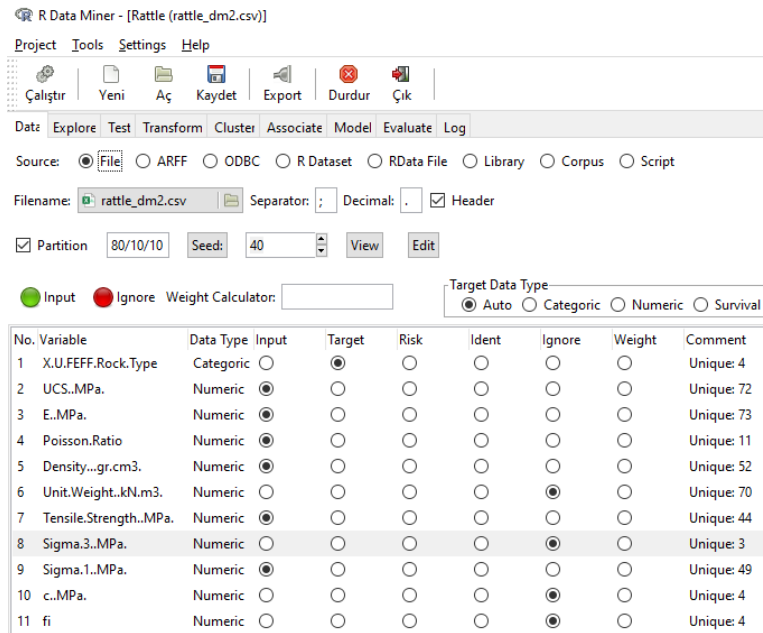 R Data Miner - [Rattle (rattle_dm2.csv)]
Project Tools Settings Help
Çalıştır Yeni Aç Kaydet Export Durdur Çık
Data Explore Test Transform Cluster Associate Model Evaluate Log
Source: File ARFF ODBC R Dataset RData File Library Corpus Script
Filename: rattle_dm2.csv Separator: ; Decimal: . Header
Partition 80/10/10 Seed: 40 View Edit
Target Data Type
Input Ignore Weight Calculator: Auto Categoric Numeric Survival
No. Variable Data Type Input Target Risk Ident Ignore Weight Comment
1 X.U.FEFF.Rock.Type Categoric Unique: 4
2 UCS..MPa. Numeric Unique: 72
3 E..MPa. Numeric Unique: 73
4 Poisson.Ratio Numeric Unique: 11
5 Density...gr.cm3. Numeric Unique: 52
6 Unit.Weight..kN.m3. Numeric Unique: 70
7 Tensile.Strength..MPa. Numeric Unique: 44
8 Sigma.3..MPa. Numeric Unique: 3
9 Sigma.1..MPa. Numeric Unique: 49
10 c..MPa. Numeric Unique: 4
11 fi Numeric Unique: 4